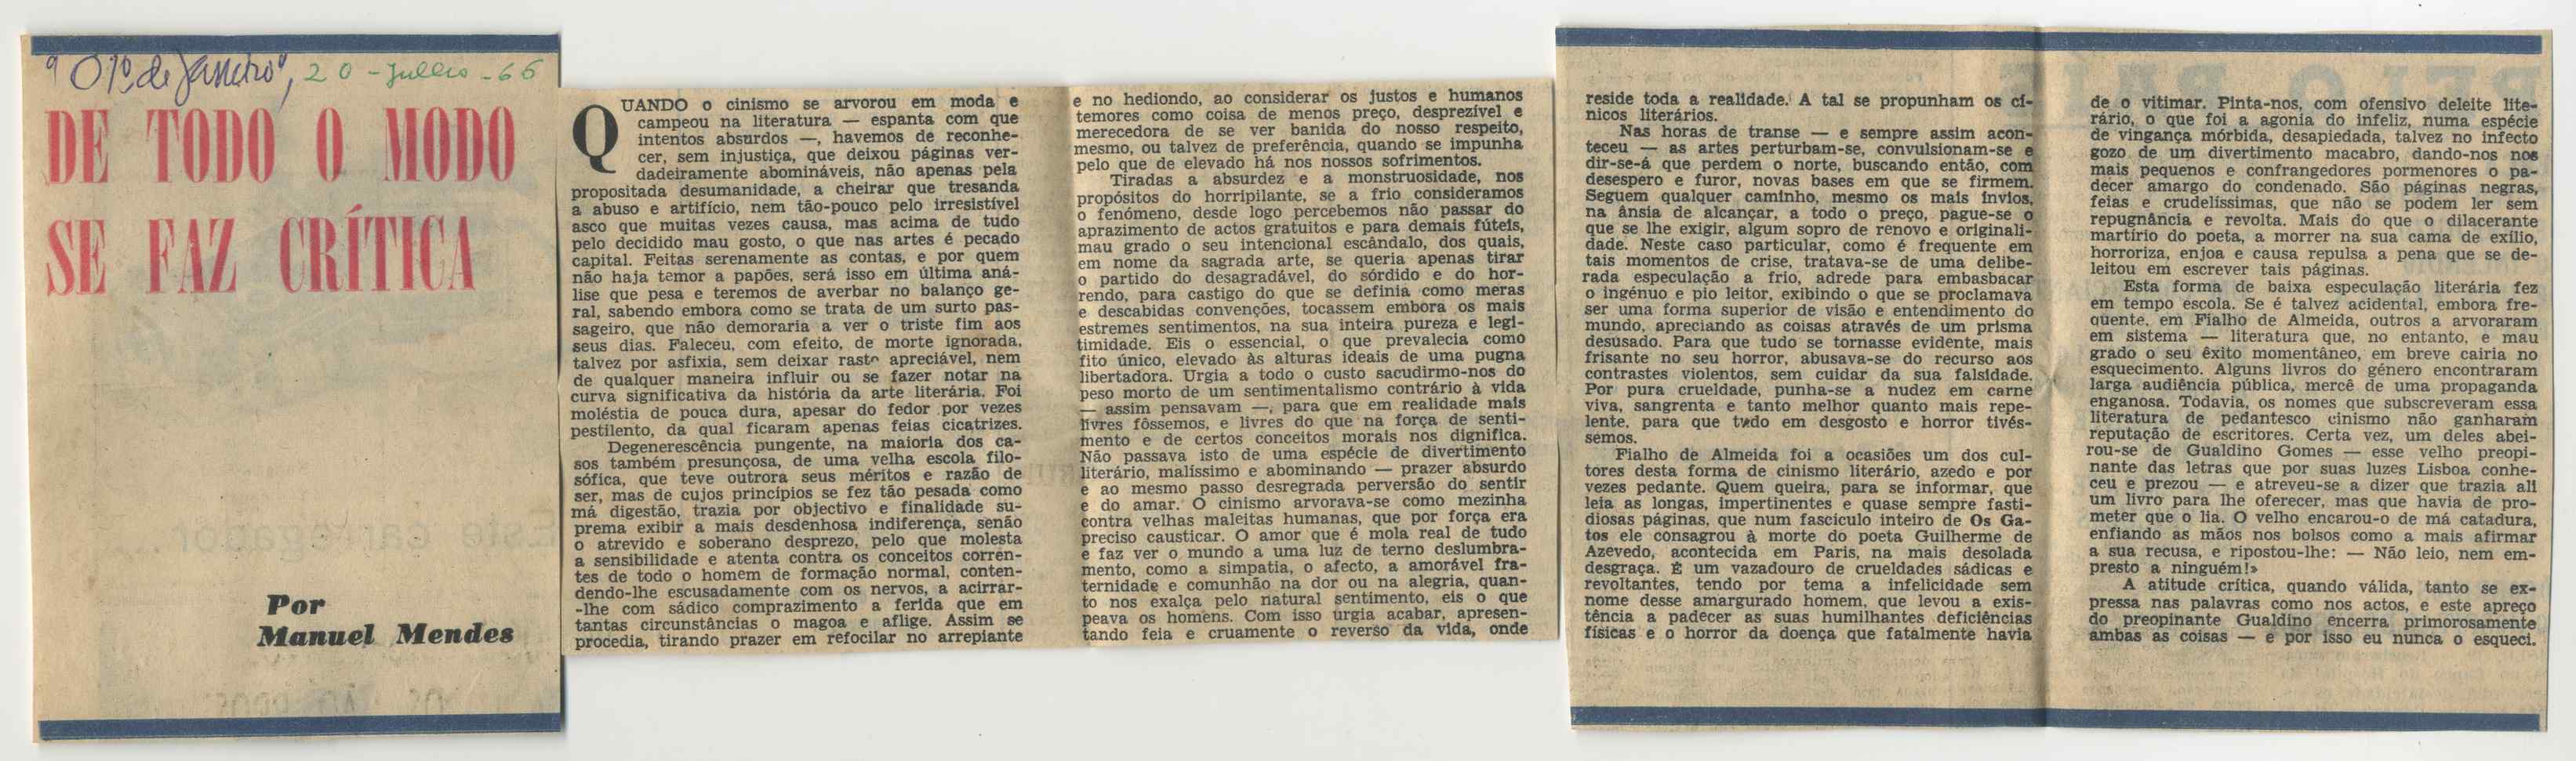 "O 1º de Janeiro", 20-Julho-66
DE TODO O MODO
SE FAZ CRÍTICA
Por
Manuel Mendes
QUANDO o cinismo se arvorou em moda e
campeou na literatura — espanta com que
intentos absurdos —, havemos de reconhe-
cer, sem injustiça, que deixou páginas ver-
dadeiramente abomináveis, não apenas pela
propositada desumanidade, a cheirar que tresanda
a abuso e artifício, nem tão-pouco pelo irresistível
asco que muitas vezes causa, mas acima de tudo
pelo decidido mau gosto, o que nas artes é pecado
capital. Feitas serenamente as contas, e por quem
não haja temor a papões, será isso em última aná-
lise que pesa e teremos de averbar no balanço ge-
ral, sabendo embora como se trata de um surto pas-
sageiro, que não demoraria a ver o triste fim aos
seus dias. Faleceu, com efeito, de morte ignorada,
talvez por asfixia, sem deixar rasto apreciável, nem
de qualquer maneira influir ou se fazer notar na
curva significativa da história da arte literária. Foi
moléstia de pouca dura, apesar do fedor por vezes
pestilento, da qual ficaram apenas feias cicatrizes.
Degenerescência pungente, na maioria dos ca-
sos também presunçosa, de uma velha escola filo-
sófica, que teve outrora seus méritos e razão de
ser, mas de cujos princípios se fez tão pesada como
má digestão, trazia por objectivo e finalidade su-
prema exibir a mais desdenhosa indiferença, senão
o atrevido e soberano desprezo, pelo que molesta
a sensibilidade e atenta contra os conceitos corren-
tes de todo o homem de formação normal, conten-
dendo-lhe escusadamente com os nervos, a acirrar-
-lhe com sádico comprazimento a ferida que em
tantas circunstâncias o magoa e aflige. Assim se
procedia, tirando prazer em refocilar no arrepiante
e no hediondo, ao considerar os justos e humanos
temores como coisa de menos preço, desprezível e
merecedora de se ver banida do nosso respeito,
mesmo, ou talvez de preferência, quando se impunha
pelo que de elevado há nos nossos sofrimentos.
Tiradas a absurdez e a monstruosidade, nos
propósitos do horripilante, se a frio consideramos
o fenómeno, desde logo percebemos não passar do
aprazimento de actos gratuitos e para demais fúteis,
mau grado o seu intencional escândalo, dos quais,
em nome da sagrada arte, se queria apenas tirar
o partido do desagradável, do sórdido e do hor-
rendo, para castigo do que se definia como meras
e descabidas convenções, tocassem embora os mais
estremes sentimentos, na sua inteira pureza e legi-
timidade. Eis o essencial, o que prevalecia como
fito único, elevado às alturas ideais de uma pugna
libertadora. Urgia a todo o custo sacudirmo-nos do
peso morto de um sentimentalismo contrário à vida
— assim pensavam —, para que em realidade mais
livres fôssemos, e livres do que na força de senti-
mento e de certos conceitos morais nos dignifica.
Não passava isto de uma espécie de divertimento
literário, malíssimo e abominando — prazer absurdo
e ao mesmo passo desregrada perversão do sentir
e do amar. O cinismo arvorava-se como mezinha
contra velhas maleitas humanas, que por força era
preciso causticar. O amor que é mola real de tudo
e faz ver o mundo a uma luz de terno deslumbra-
mento, como a simpatia, o afecto, a amorável fra-
ternidade e comunhão na dor ou na alegria, quan-
to nos exalça pelo natural sentimento, eis o que
peava os homens. Com isso urgia acabar, apresen-
tando feia e cruamente o reverso da vida, onde
reside toda a realidade. A tal se propunham os cí-
nicos literários.
Nas horas de transe — e sempre assim acon-
teceu — as artes perturbam-se, convulsionam-se e
dir-se-á que perdem o norte, buscando então, com
desespero e furor, novas bases em que se firmem.
Seguem qualquer caminho, mesmo os mais ínvios,
na ânsia de alcançar, a todo o preço, pague-se o
que se lhe exigir, algum sopro de renovo e originali-
dade. Neste caso particular, como é frequente em
tais momentos de crise, tratava-se de uma delibe-
rada especulação a frio, adrede para embasbacar
o ingénuo e pio leitor, exibindo o que se proclamava
ser uma forma superior de visão e entendimento do
mundo, apreciando as coisas através de um prisma
desusado. Para que tudo se tornasse evidente, mais
frisante no seu horror, abusava-se do recurso aos
contrastes violentos, sem cuidar da sua falsidade.
Por pura crueldade, punha-se a nudez em carne
viva, sangrenta e tanto melhor quanto mais repe-
lente, para que tudo em desgosto e horror tivés-
semos.
Fialho de Almeida foi a ocasiões um dos cul-
tores desta forma de cinismo literário, azedo e por
vezes pedante. Quem queira, para se informar, que
leia as longas, impertinentes e quase sempre fasti-
diosas páginas, que num fascículo inteiro de Os Ga-
tos ele consagrou à morte do poeta Guilherme de
Azevedo, acontecida em Paris, na mais desolada
desgraça. É um vazadouro de crueldades sádicas e
revoltantes, tendo por tema a infelicidade sem
nome desse amargurado homem, que levou a exis-
tência a padecer as suas humilhantes deficiências
físicas e o horror da doença que fatalmente havia
de o vitimar. Pinta-nos, com ofensivo deleite lite-
rário, o que foi a agonia do infeliz, numa espécie
de vingança mórbida, desapiedada, talvez no infecto
gozo de um divertimento macabro, dando-nos nos
mais pequenos e confrangedores pormenores o pa-
decer amargo do condenado. São páginas negras,
feias e crudelíssimas, que não se podem ler sem
repugnância e revolta. Mais do que o dilacerante
martírio do poeta, a morrer na sua cama de exílio,
horroriza, enjoa e causa repulsa a pena que se de-
leitou em escrever tais páginas.
Esta forma de baixa especulação literária fez
em tempo escola. Se é talvez acidental, embora fre-
quente, em Fialho de Almeida, outros a arvoraram
em sistema — literatura que, no entanto, e mau
grado o seu êxito momentâneo, em breve cairia no
esquecimento. Alguns livros do género encontraram
larga audiência pública, mercê de uma propaganda
enganosa. Todavia, os nomes que subscreveram essa
literatura de pedantesco cinismo não ganharam
reputação de escritores. Certa vez, um deles abei-
rou-se de Gualdino Gomes — esse velho preopi-
nante das letras que por suas luzes Lisboa conhe-
ceu e prezou — e atreveu-se a dizer que trazia ali
um livro para lhe oferecer, mas que havia de pro-
meter que o lia. O velho encarou-o de má catadura,
enfiando as mãos nos bolsos como a mais afirmar
a sua recusa, e ripostou-lhe: — Não leio, nem em-
presto a ninguém!»
A atitude crítica, quando válida, tanto se ex-
pressa nas palavras como nos actos, e este apreço
do preopinante Gualdino encerra primorosamente
ambas as coisas — e por isso eu nunca o esqueci.